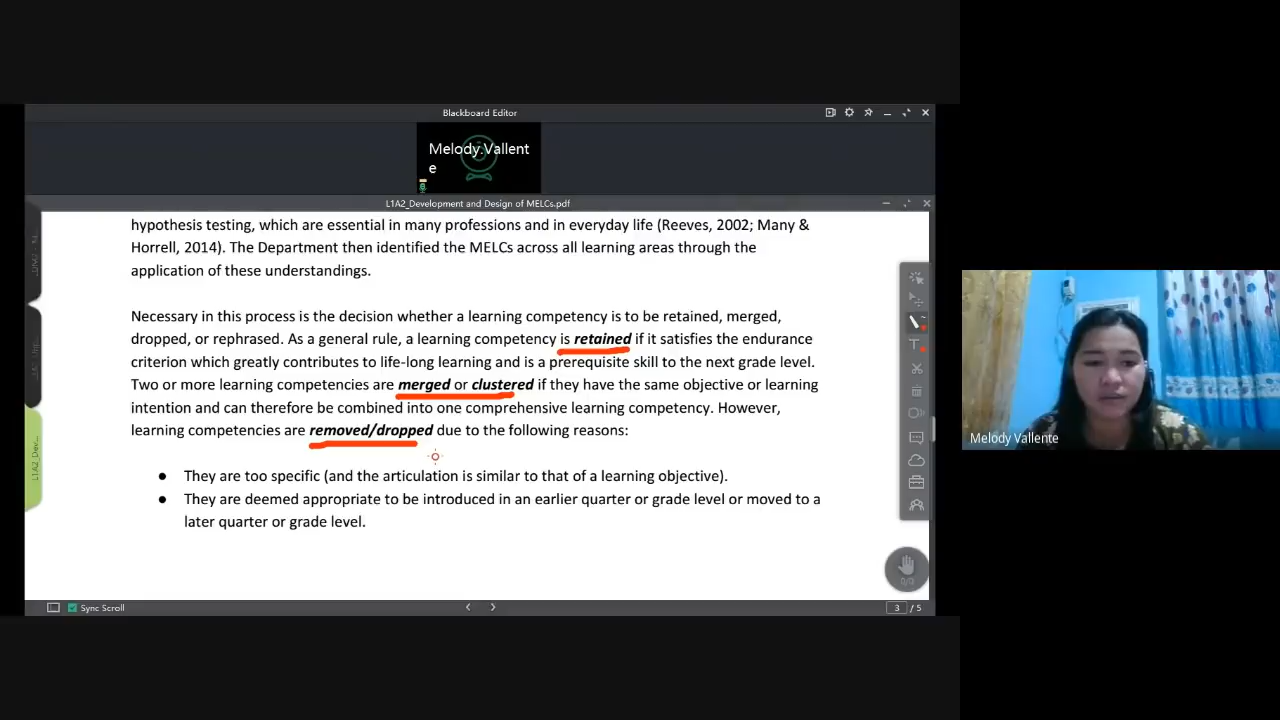 Blackboard Editor
Melody Vallent
e
L1A2_Development and Design of MELCs.pdf
hypothesis testing, which are essential in many professions and in everyday life (Reeves, 2002; Many &
Horrell, 2014). The Department then identified the MELCs across all learning areas through the
application of these understandings.
Necessary in this process is the decision whether a learning competency is to be retained, merged,
dropped, or rephrased. As a general rule, a learning competency is retained if it satisfies the endurance
criterion which greatly contributes to life-long learning and is a prerequisite skill to the next grade level.
Two or more learning competencies are merged or clustered if they have the same objective or learning
intention and can therefore be combined into one comprehensive learning competency. However,
learning competencies are removed/dropped due to the following reasons:
● They are too specific (and the articulation is similar to that of a learning objective).
● They are deemed appropriate to be introduced in an earlier quarter or grade level or moved to a
later quarter or grade level.
L1A2_Dev...
T
0/0
Sync Scroll
3 / 5
Melody Vallente